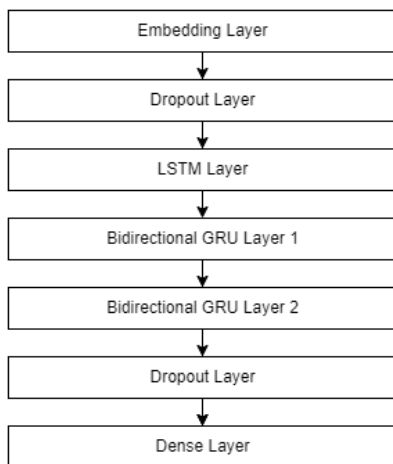 Embedding Layer
Dropout Layer
LSTM Layer
Bidirectional GRU Layer 1
Bidirectional GRU Layer 2
Dropout Layer
Dense Layer